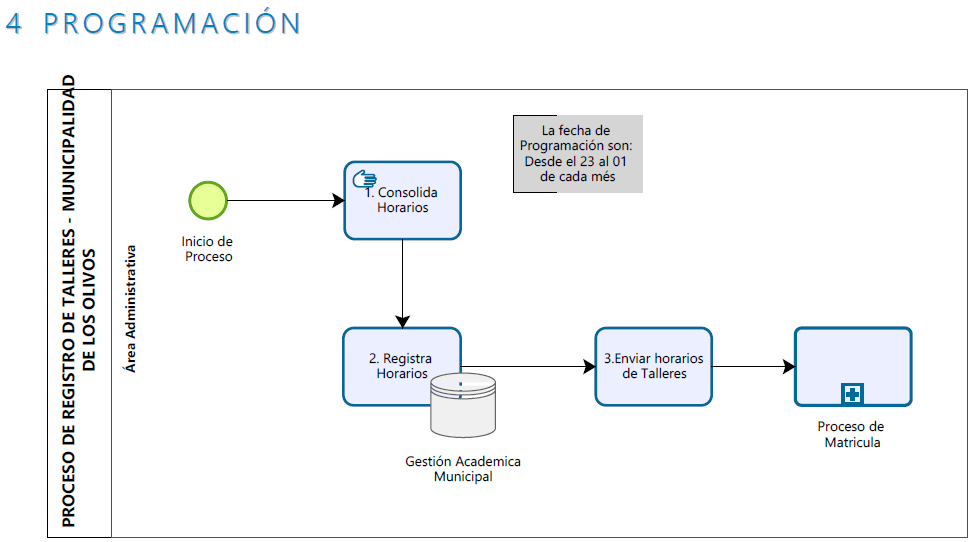 4 PROGRAMACIÓN
PROCESO DE REGISTRO DE TALLERES - MUNICIPALIDAD
DE LOS OLIVOS
Área Administrativa
La fecha de
Programación son:
Desde el 23 al 01
de cada més
Inicio de
Proceso
1. Consolida
Horarios
2. Registra
Horarios
Gestión Academica
Municipal
3.Enviar horarios
de Talleres
Proceso de
Matricula